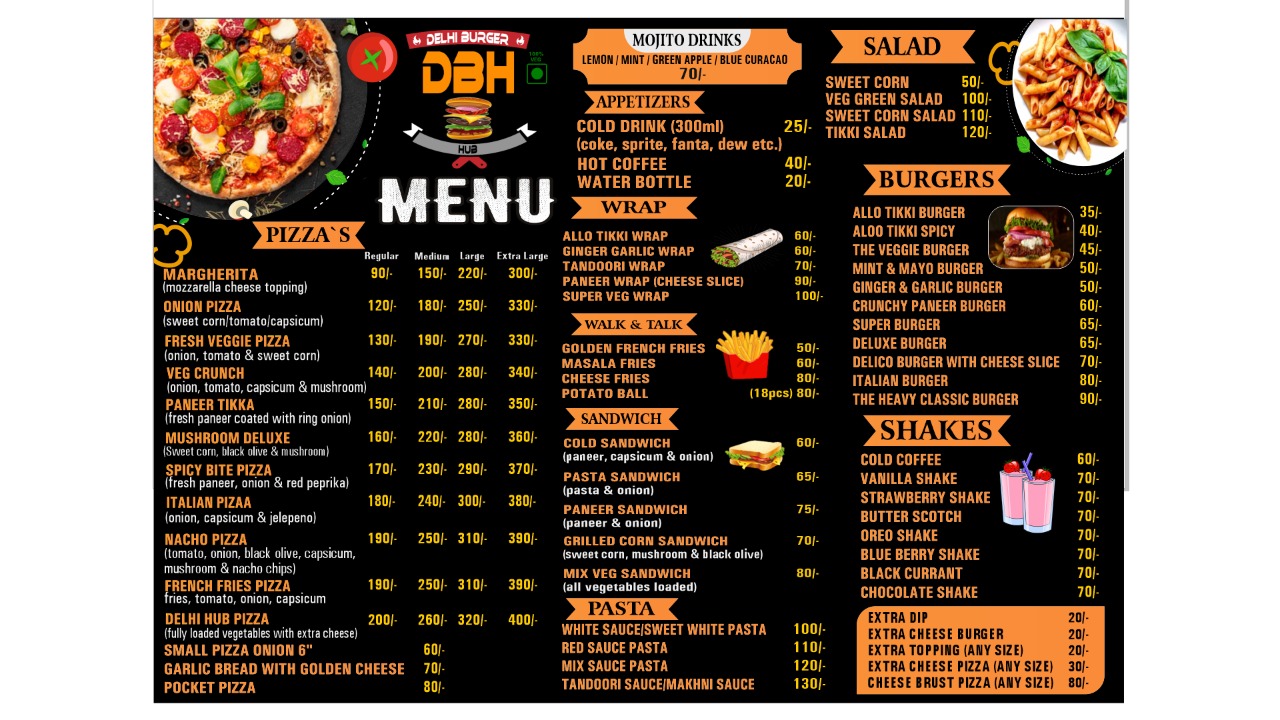 DELHI BURGER
DBH
100% VEG
HUB
MENU
PIZZA`S
Regular Medium Large Extra Large
MARGHERITA 90/- 150/- 220/- 300/-
(mozzarella cheese topping)
ONION PIZZA 120/- 180/- 250/- 330/-
(sweet corn/tomato/capsicum)
FRESH VEGGIE PIZZA 130/- 190/- 270/- 330/-
(onion, tomato & sweet corn)
VEG CRUNCH 140/- 200/- 280/- 340/-
(onion, tomato, capsicum & mushroom)
PANEER TIKKA 150/- 210/- 280/- 350/-
(fresh paneer coated with ring onion)
MUSHROOM DELUXE 160/- 220/- 280/- 360/-
(Sweet corn, black olive & mushroom)
SPICY BITE PIZZA 170/- 230/- 290/- 370/-
(fresh paneer, onion & red peprika)
ITALIAN PIZAA 180/- 240/- 300/- 380/-
(onion, capsicum & jelepeno)
NACHO PIZZA 190/- 250/- 310/- 390/-
(tomato, onion, black olive, capsicum,
mushroom & nacho chips)
FRENCH FRIES PIZZA 190/- 250/- 310/- 390/-
fries, tomato, onion, capsicum
DELHI HUB PIZZA 200/- 260/- 320/- 400/-
(fully loaded vegetables with extra cheese)
SMALL PIZZA ONION 6" 60/-
GARLIC BREAD WITH GOLDEN CHEESE 70/-
POCKET PIZZA 80/-
MOJITO DRINKS
LEMON / MINT / GREEN APPLE / BLUE CURACAO
70/-
APPETIZERS
COLD DRINK (300ml) 25/-
(coke, sprite, fanta, dew etc.)
HOT COFFEE 40/-
WATER BOTTLE 20/-
WRAP
ALLO TIKKI WRAP 60/-
GINGER GARLIC WRAP 60/-
TANDOORI WRAP 70/-
PANEER WRAP (CHEESE SLICE) 90/-
SUPER VEG WRAP 100/-
WALK & TALK
GOLDEN FRENCH FRIES 50/-
MASALA FRIES 60/-
CHEESE FRIES 80/-
POTATO BALL (18pcs) 80/-
SANDWICH
COLD SANDWICH 60/-
(paneer, capsicum & onion)
PASTA SANDWICH 65/-
(pasta & onion)
PANEER SANDWICH 75/-
(paneer & onion)
GRILLED CORN SANDWICH 70/-
(sweet corn, mushroom & black olive)
MIX VEG SANDWICH 80/-
(all vegetables loaded)
PASTA
WHITE SAUCE/SWEET WHITE PASTA 100/-
RED SAUCE PASTA 110/-
MIX SAUCE PASTA 120/-
TANDOORI SAUCE/MAKHNI SAUCE 130/-
SALAD
SWEET CORN 50/-
VEG GREEN SALAD 100/-
SWEET CORN SALAD 110/-
TIKKI SALAD 120/-
BURGERS
ALLO TIKKI BURGER 35/-
ALOO TIKKI SPICY 40/-
THE VEGGIE BURGER 45/-
MINT & MAYO BURGER 50/-
GINGER & GARLIC BURGER 50/-
CRUNCHY PANEER BURGER 60/-
SUPER BURGER 65/-
DELUXE BURGER 65/-
DELICO BURGER WITH CHEESE SLICE 70/-
ITALIAN BURGER 80/-
THE HEAVY CLASSIC BURGER 90/-
SHAKES
COLD COFFEE 60/-
VANILLA SHAKE 70/-
STRAWBERRY SHAKE 70/-
BUTTER SCOTCH 70/-
OREO SHAKE 70/-
BLUE BERRY SHAKE 70/-
BLACK CURRANT 70/-
CHOCOLATE SHAKE 70/-
EXTRA DIP 20/-
EXTRA CHEESE BURGER 20/-
EXTRA TOPPING (ANY SIZE) 20/-
EXTRA CHEESE PIZZA (ANY SIZE) 30/-
CHEESE BRUST PIZZA (ANY SIZE) 80/-